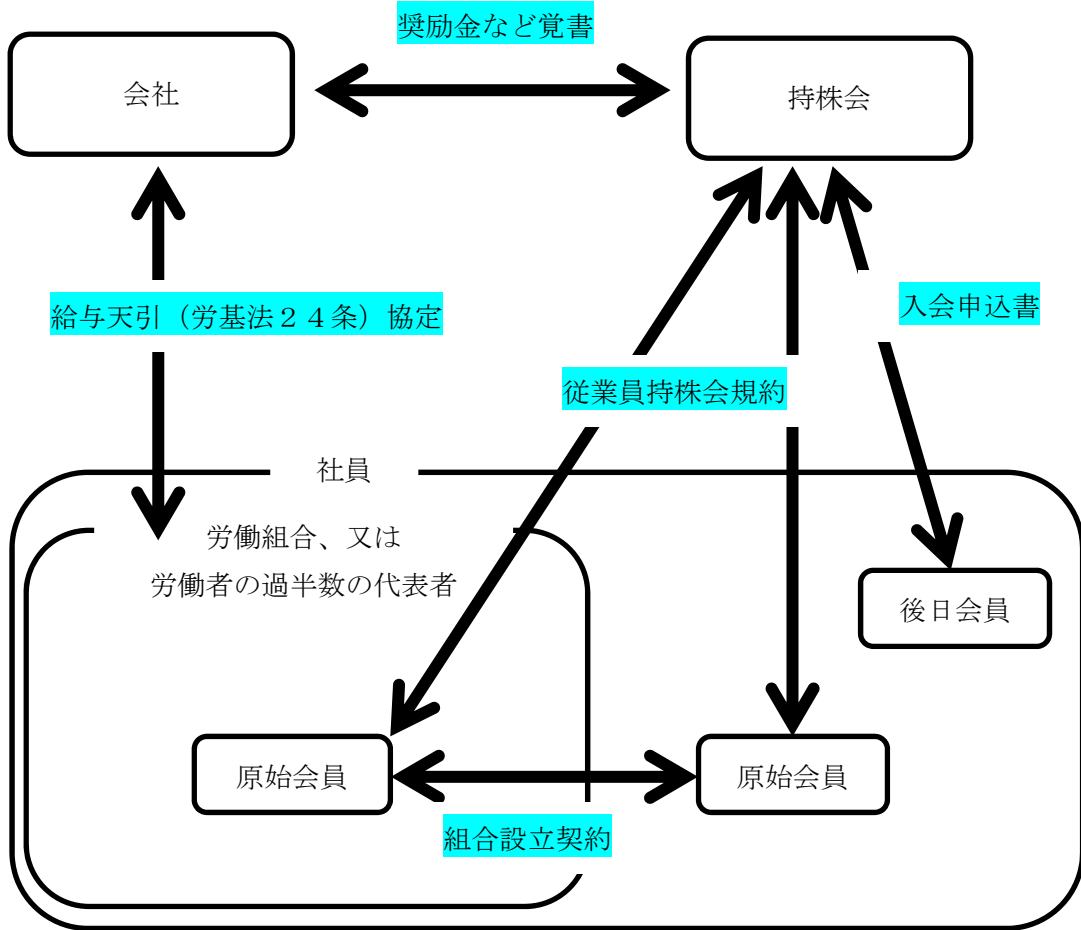 奨励金など覚書
会社
持株会
給与天引（労基法２４条）協定
入会申込書
従業員持株会規約
社員
労働組合、又は
労働者の過半数の代表者
後日会員
原始会員
原始会員
組合設立契約